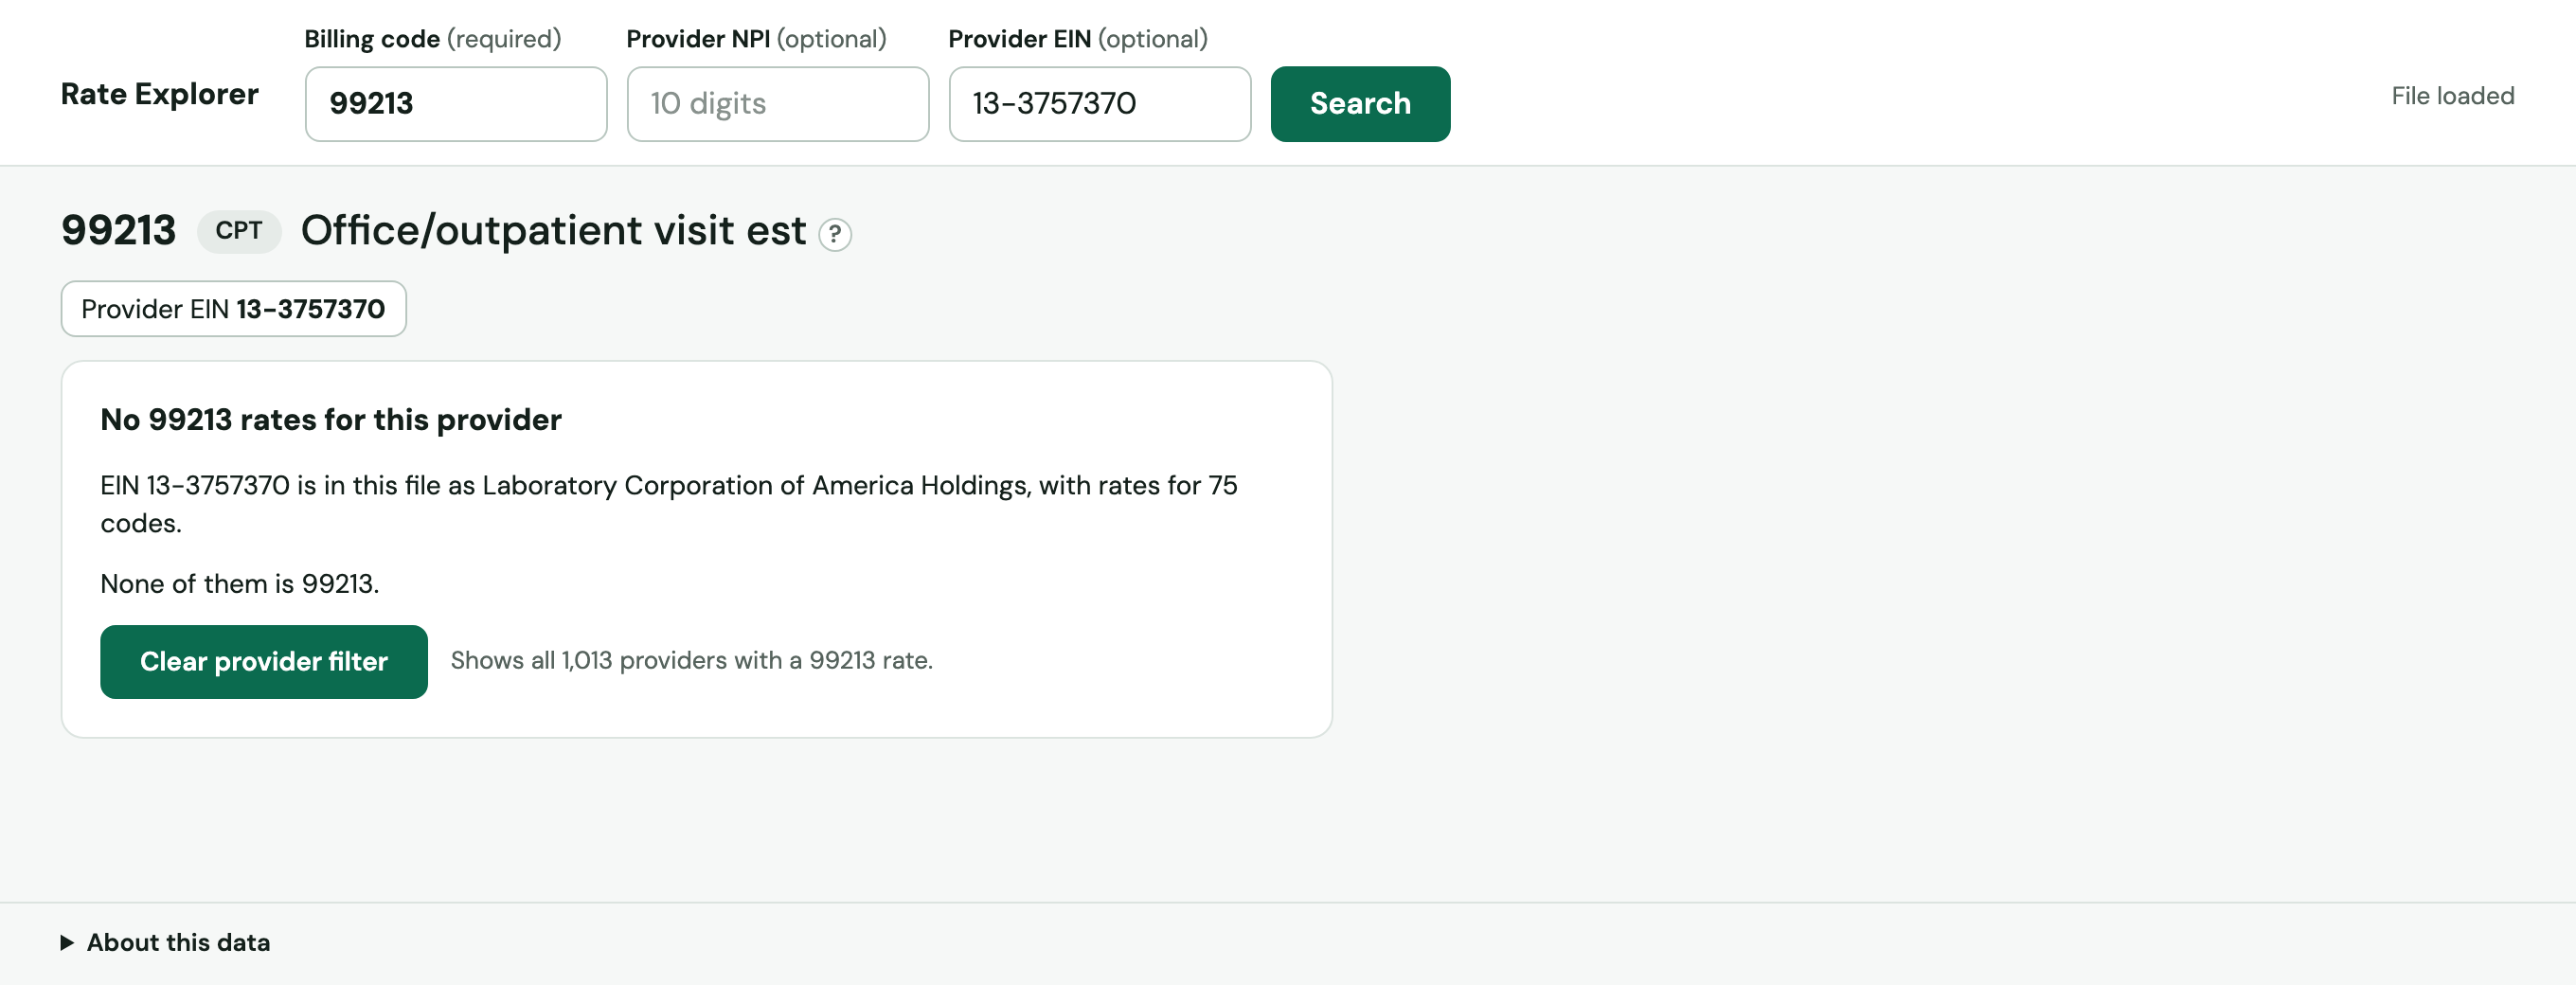 Rate Explorer
Billing code (required)
99213
Provider NPI (optional)
10 digits
Provider EIN (optional)
13-3757370
Search
File loaded
99213 CPT Office/outpatient visit est ?
Provider EIN 13-3757370
No 99213 rates for this provider
EIN 13-3757370 is in this file as Laboratory Corporation of America Holdings, with rates for 75
codes.
None of them is 99213.
Clear provider filter Shows all 1,013 providers with a 99213 rate.
About this data